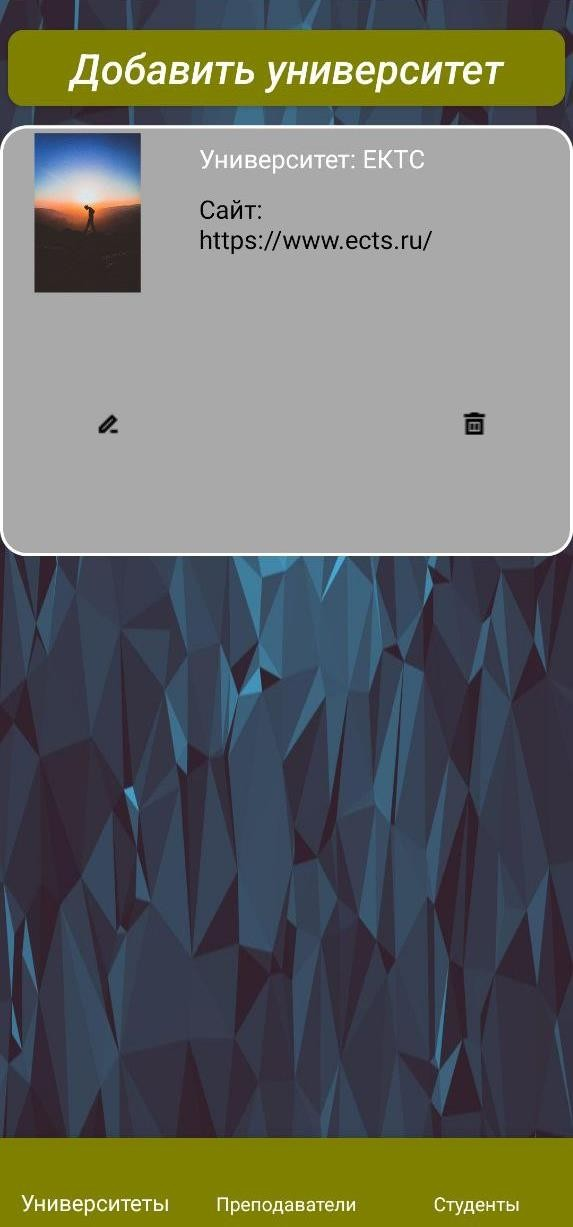 Добавить университет
Университет: ЕКТС
Сайт:
https://www.ects.ru/
Университеты
Преподаватели
Студенты